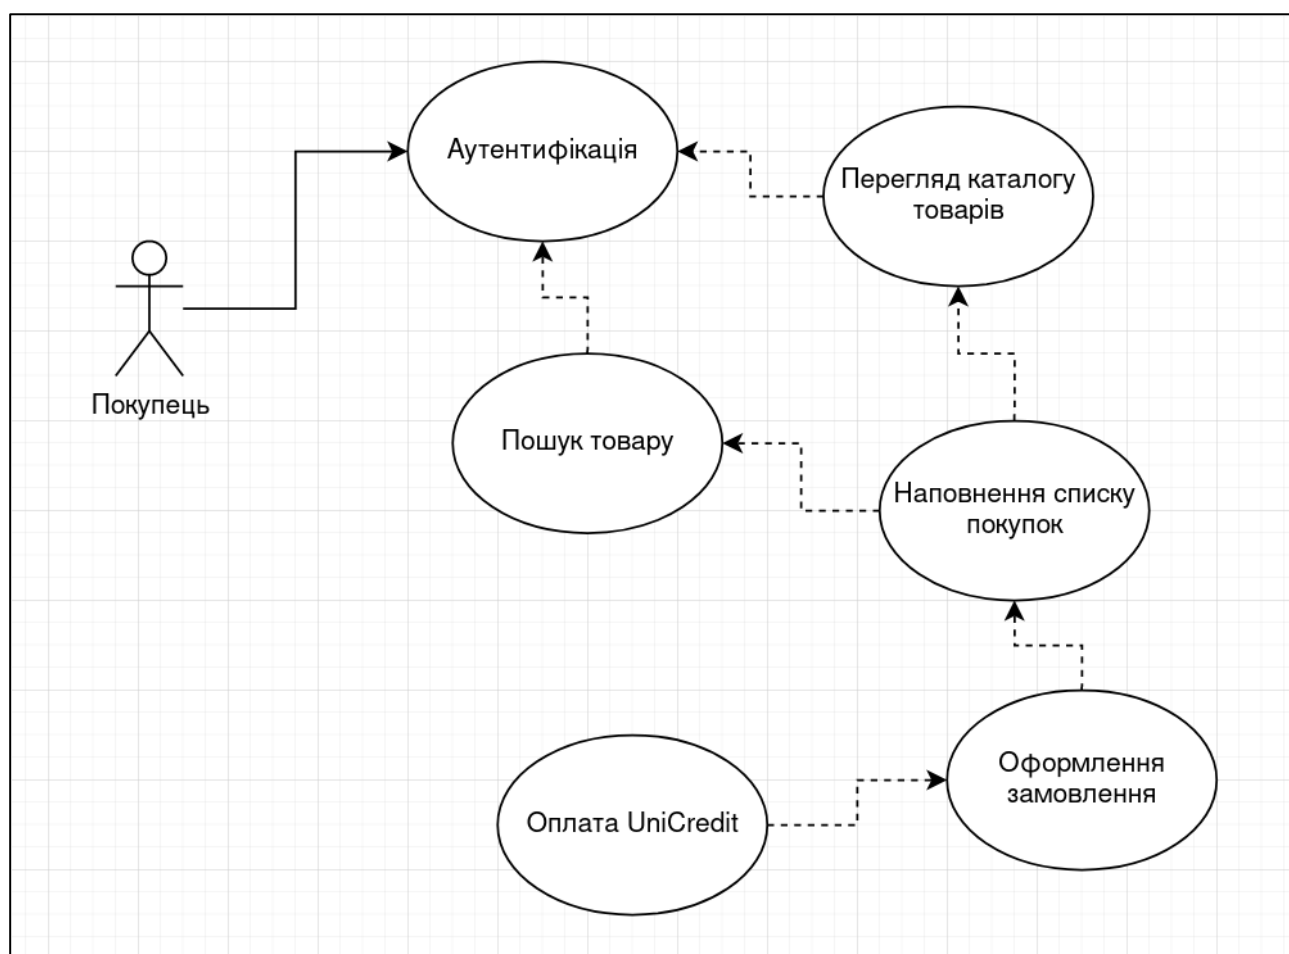 Аутентифікація
Перегляд каталогу
товарів
Покупець
Пошук товару
Наповнення списку
покупок
Оформлення
замовлення
Оплата UniCredit